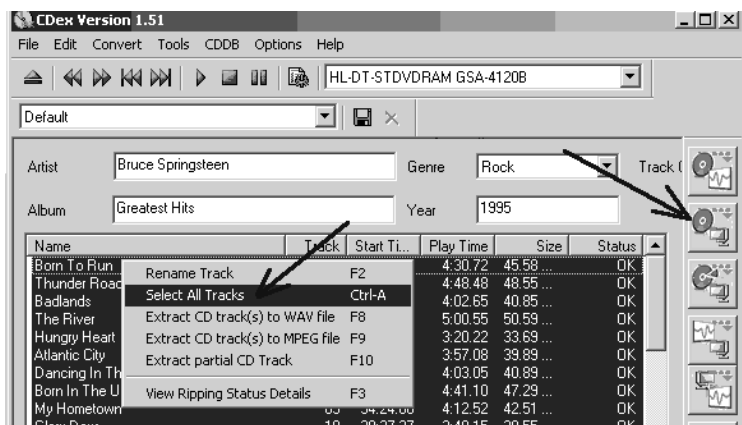 CDex Version 1.51
File Edit Convert Tools CDDB Options Help
HL-DT-STDVDRAM GSA-4120B
Default
Artist Bruce Springsteen Genre Rock Track
Album Greatest Hits Year 1995
Name Track Start Ti... Play Time Size Status
Born To Run 4:30.72 45.58 ... OK
Thunder Road 4:48.48 48.55 ... OK
Badlands 4:02.65 40.85 ... OK
The River 5:00.55 50.59 ... OK
Hungry Heart 3:20.22 33.69 ... OK
Atlantic City 3:57.08 39.89 ... OK
Dancing In Th 4:03.05 40.89 ... OK
Born In The U 4:41.10 47.29 ... OK
My Hometown 4:12.52 42.51 ... OK
Rename Track F2
Select All Tracks Ctrl-A
Extract CD track(s) to WAV file F8
Extract CD track(s) to MPEG file F9
Extract partial CD Track F10
View Ripping Status Details F3